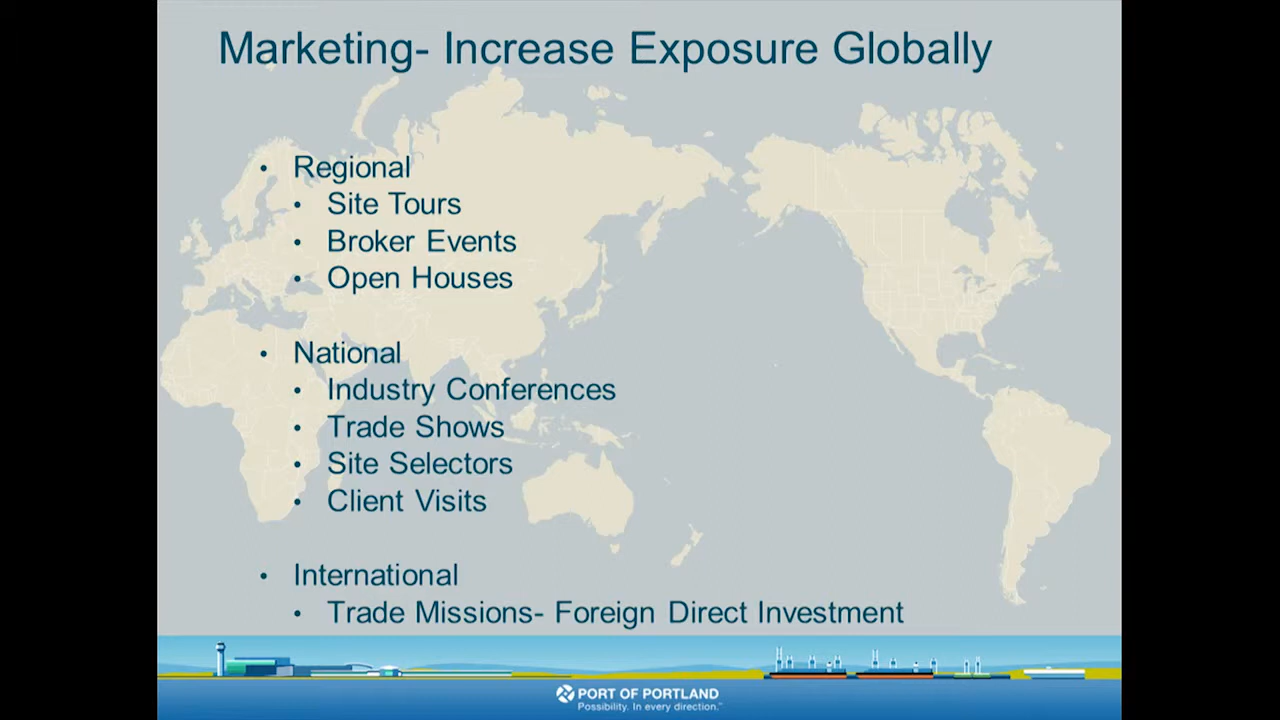 Marketing- Increase Exposure Globally
• Regional
• Site Tours
• Broker Events
• Open Houses
• National
• Industry Conferences
• Trade Shows
• Site Selectors
• Client Visits
• International
• Trade Missions- Foreign Direct Investment
PORT OF PORTLAND
Possibility. In every direction.™